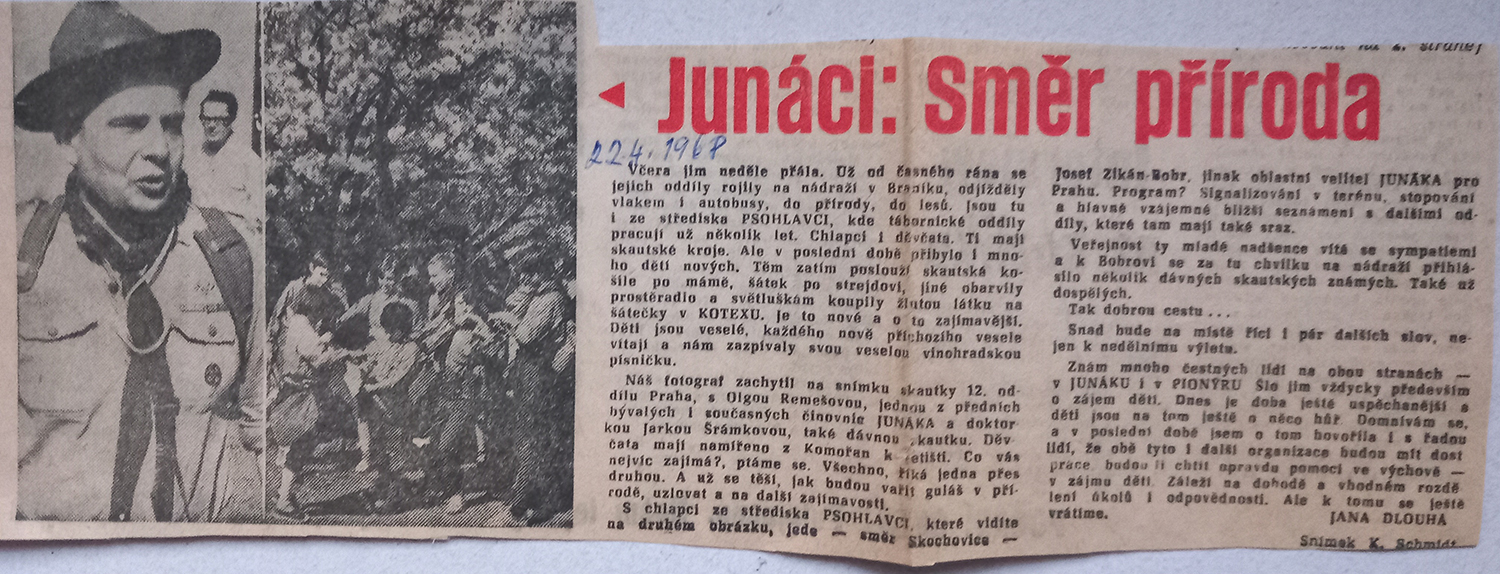 stránej
Junáci: Směr příroda
22.4.1968
Včera jim neděle přála. Už od časného rána se
jejich oddíly rojily na nádraží v Braníku, odjížděly
vlakem i autobusy, do přírody, do lesů. Jsou tu
i ze střediska PSOHLAVCI, kde tábornické oddíly
pracují už několik let. Chlapci i děvčata. Ti mají
skautské kroje. Ale v poslední době přibylo i mno-
ho dětí nových. Těm zatím poslouží skautská ko-
šile po mámě, šátek po strejdovi, jiné obarvily
prostěradlo a světluškám koupily žlutou látku na
šátečky v KOTEXU. Je to nové a o to zajímavější.
Děti jsou veselé, každého nově příchozího vesele
vítají a nám zazpívaly svou veselou vinohradskou
písničku.
Náš fotograf zachytil na snímku skautky 12. od-
dílu Praha, s Olgou Remešovou, jednou z předních
bývalých i současných činovnic JUNÁKA a doktor-
kou Jarkou Šrámkovou, také dávnou skautku. Děv-
čata mají namířeno z Komořan k letišti. Co vás
nejvíc zajímá?, ptáme se. Všechno, říká jedna přes
druhou. A už se těší, jak budou vařit guláš v pří-
rodě, uzlovat a na další zajímavosti.
S chlapci ze střediska PSOHLAVCI, které vidíte
na druhém obrázku, jede — směr Skochovice —
Josef Zikán-Bobr, jinak oblastní velitel JUNÁKA pro
Prahu. Program? Signalizování v terénu, stopování
a hlavně vzájemné bližší seznámení s dalšími od-
díly, které tam mají také sraz.
Veřejnost ty mladé nadšence vítá se sympatiemi
a k Bobrovi se za tu chvilku na nádraží přihlá-
silo několik dávných skautských známých. Také už
dospělých.
Tak dobrou cestu ...
Snad bude na místě říci i pár dalších slov, ne-
jen k nedělnímu výletu.
Znám mnoho čestných lidí na obou stranách —
v JUNÁKU i v PIONÝRU Šlo jim vždycky především
o zájem dětí. Dnes je doba ještě uspěchanější a
děti jsou na tom ještě o něco hůř. Domnívám se,
a v poslední době jsem o tom hovořila i s řadou
lidí, že obě tyto i další organizace budou mít dost
práce, budou-li chtít opravdu pomoci ve výchově —
v zájmu dětí. Záleží na dohodě a vhodném rozdě
lení úkolů i odpovědnosti. Ale k tomu se ještě
vrátíme.
JANA DLOUHÁ
Snímek K. Schmidt